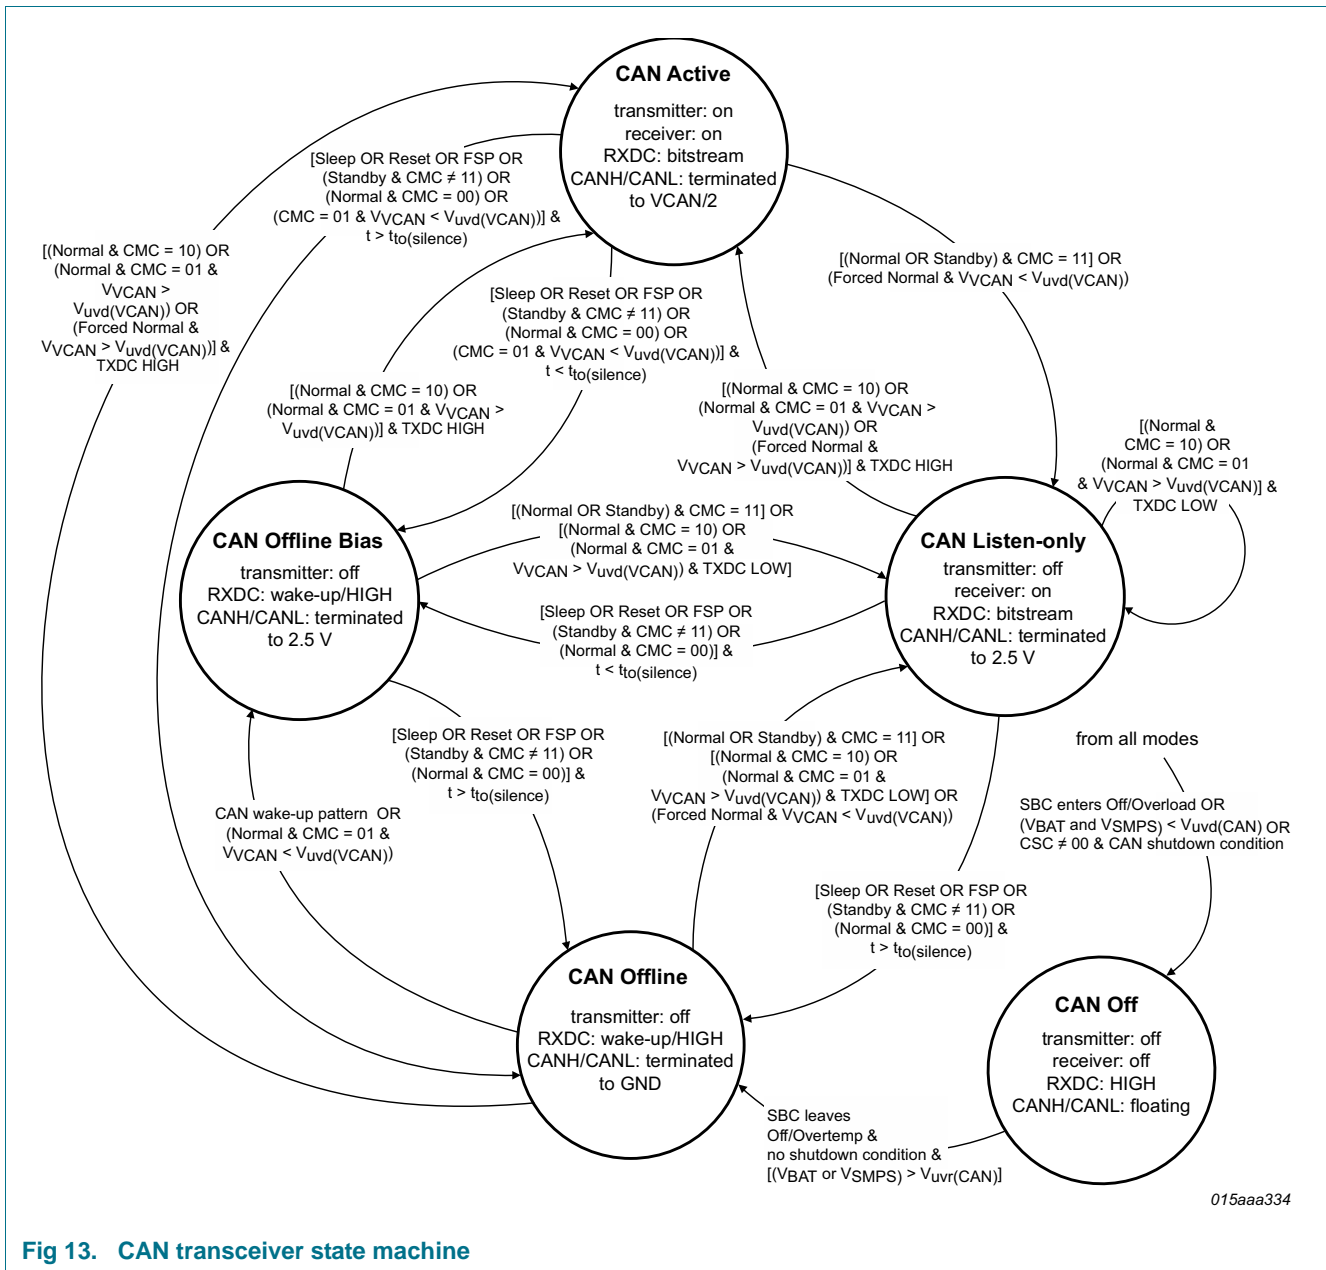 CAN Active
transmitter: on
receiver: on
RXDC: bitstream
CANH/CANL: terminated
to VCAN/2
[Sleep OR Reset OR FSP OR
(Standby & CMC ≠ 11) OR
(Normal & CMC = 00) OR
(CMC = 01 & VVCAN < Vuvd(VCAN))] &
t > tto(silence)
[(Normal & CMC = 10) OR
(Normal & CMC = 01 &
VVCAN >
Vuvd(VCAN)) OR
(Forced Normal &
VVCAN > Vuvd(VCAN))] &
TXDC HIGH
[(Normal OR Standby) & CMC = 11] OR
(Forced Normal & VVCAN < Vuvd(VCAN))
[Sleep OR Reset OR FSP OR
(Standby & CMC ≠ 11) OR
(Normal & CMC = 00) OR
(CMC = 01 & VVCAN < Vuvd(VCAN))] &
t < tto(silence)
[(Normal & CMC = 10) OR
(Normal & CMC = 01 & VVCAN >
Vuvd(VCAN))] & TXDC HIGH
[(Normal & CMC = 10) OR
(Normal & CMC = 01 & VVCAN >
Vuvd(VCAN)) OR
(Forced Normal &
VVCAN > Vuvd(VCAN))] & TXDC HIGH
[(Normal &
CMC = 10) OR
(Normal & CMC = 01
& VVCAN > Vuvd(VCAN)] &
TXDC LOW
CAN Offline Bias
transmitter: off
RXDC: wake-up/HIGH
CANH/CANL: terminated
to 2.5 V
[(Normal OR Standby) & CMC = 11] OR
[(Normal & CMC = 10) OR
(Normal & CMC = 01 &
VVCAN > Vuvd(VCAN)) & TXDC LOW]
[Sleep OR Reset OR FSP OR
(Standby & CMC ≠ 11) OR
(Normal & CMC = 00)] &
t < tto(silence)
CAN Listen-only
transmitter: off
receiver: on
RXDC: bitstream
CANH/CANL: terminated
to 2.5 V
[Sleep OR Reset OR FSP OR
(Standby & CMC ≠ 11) OR
(Normal & CMC = 00)] &
t > tto(silence)
[(Normal OR Standby) & CMC = 11] OR
[(Normal & CMC = 10) OR
(Normal & CMC = 01 &
VVCAN > Vuvd(VCAN)) & TXDC LOW] OR
(Forced Normal & VVCAN < Vuvd(VCAN))
from all modes
SBC enters Off/Overload OR
(VBAT and VSMPS) < Vuvd(CAN) OR
CSC ≠ 00 & CAN shutdown condition
CAN wake-up pattern OR
(Normal & CMC = 01 &
VVCAN < Vuvd(VCAN))
[Sleep OR Reset OR FSP OR
(Standby & CMC ≠ 11) OR
(Normal & CMC = 00)] &
t > tto(silence)
CAN Offline
transmitter: off
RXDC: wake-up/HIGH
CANH/CANL: terminated
to GND
CAN Off
transmitter: off
receiver: off
RXDC: HIGH
CANH/CANL: floating
SBC leaves
Off/Overtemp &
no shutdown condition &
[(VBAT or VSMPS) > Vuvr(CAN)]
015aaa334
Fig 13. CAN transceiver state machine